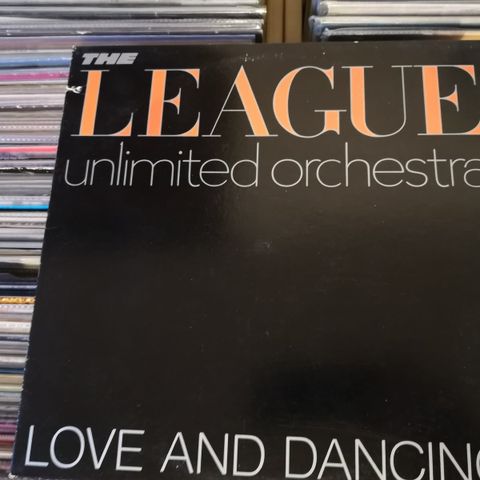 THE
LEAGUE
unlimited orchestra
LOVE AND DANCING